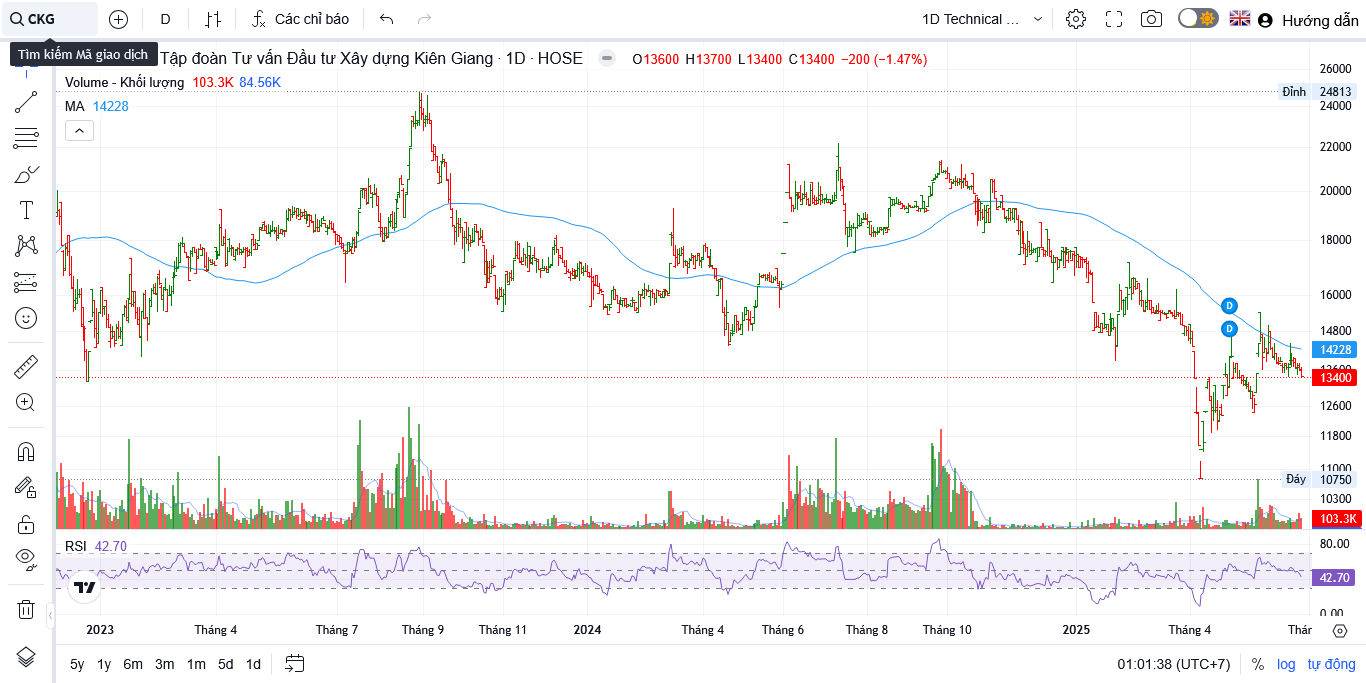 CKG D Các chỉ báo 1D Technical ... Hướng dẫn
Tìm kiếm Mã giao dịch
Tập đoàn Tư vấn Đầu tư Xây dựng Kiên Giang · 1D · HOSE O13600 H13700 L13400 C13400 −200 (−1.47%)
Volume - Khối lượng 103.3K 84.56K
MA 14228
26000
Đỉnh 24813
24000
22000
20000
18000
16000
D
D
14800
14228
13600
13400
12600
11800
11000
Đáy 10750
10300
103.3K
RSI 42.70
80.00
42.70
0.00
2023 Tháng 4 Tháng 7 Tháng 9 Tháng 11 2024 Tháng 4 Tháng 6 Tháng 8 Tháng 10 2025 Tháng 4 Thár
5y 1y 6m 3m 1m 5d 1d 01:01:38 (UTC+7) % log tự động